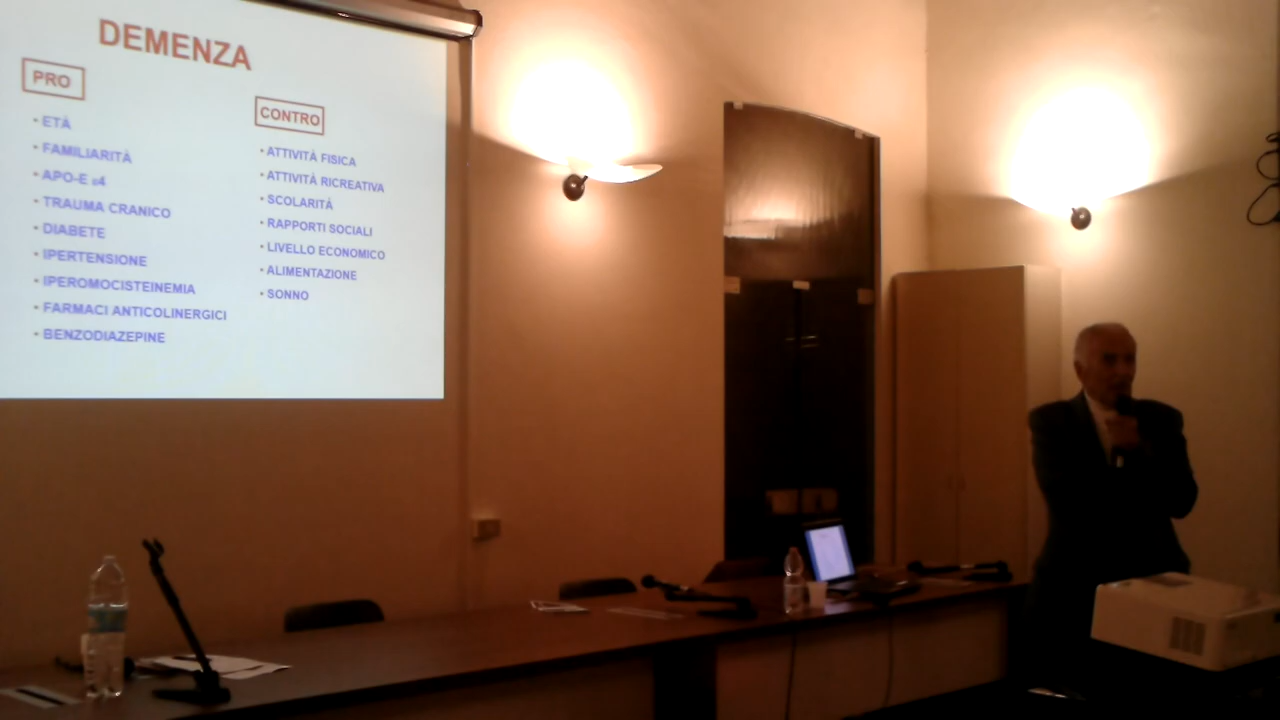 DEMENZA
PRO
• ETÀ
• FAMILIARITÀ
• APO-E ε4
• TRAUMA CRANICO
• DIABETE
• IPERTENSIONE
• IPEROMOCISTEINEMIA
• FARMACI ANTICOLINERGICI
• BENZODIAZEPINE
CONTRO
• ATTIVITÀ FISICA
• ATTIVITÀ RICREATIVA
• SCOLARITÀ
• RAPPORTI SOCIALI
• LIVELLO ECONOMICO
• ALIMENTAZIONE
• SONNO